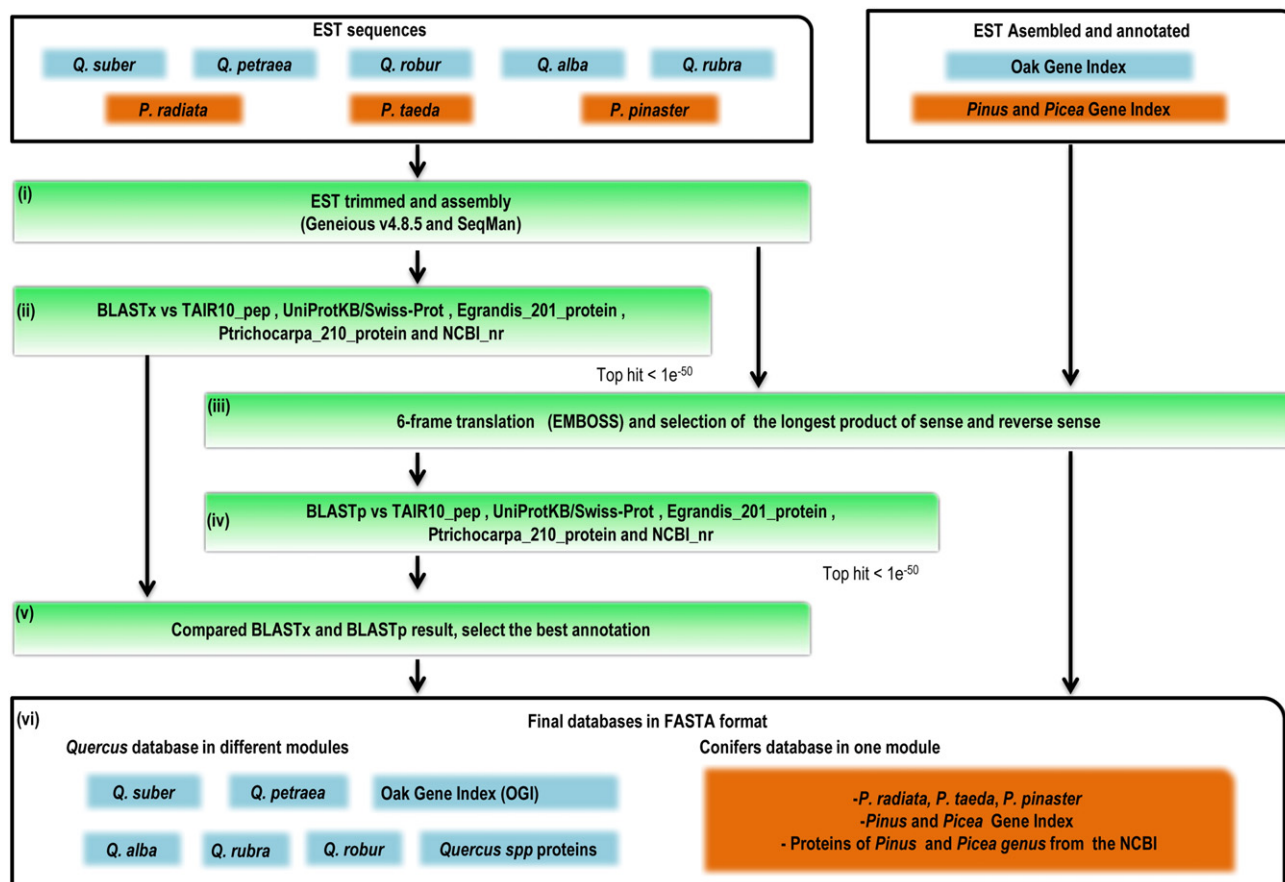 EST sequences
Q. suber
Q. petraea
Q. robur
Q. alba
Q. rubra
P. radiata
P. taeda
P. pinaster
EST Asembled and annotated
Oak Gene Index
Pinus and Picea Gene Index
(i)
EST trimmed and assembly
(Geneious v4.8.5 and SeqMan)
(ii)
BLASTx vs TAIR10_pep , UniProtKB/Swiss-Prot , Egrandis_201_protein ,
Ptrichocarpa_210_protein and NCBI_nr
Top hit < 1e-50
(iii)
6-frame translation (EMBOSS) and selection of the longest product of sense and reverse sense
(iv)
BLASTp vs TAIR10_pep , UniProtKB/Swiss-Prot , Egrandis_201_protein ,
Ptrichocarpa_210_protein and NCBI_nr
Top hit < 1e-50
(v)
Compared BLASTx and BLASTp result, select the best annotation
(vi)
Final databases in FASTA format
Quercus database in different modules
Q. suber
Q. petraea
Oak Gene Index (OGI)
Q. alba
Q. rubra
Q. robur
Quercus spp proteins
Conifers database in one module
-P. radiata, P. taeda, P. pinaster
-Pinus and Picea Gene Index
- Proteins of Pinus and Picea genus from the NCBI